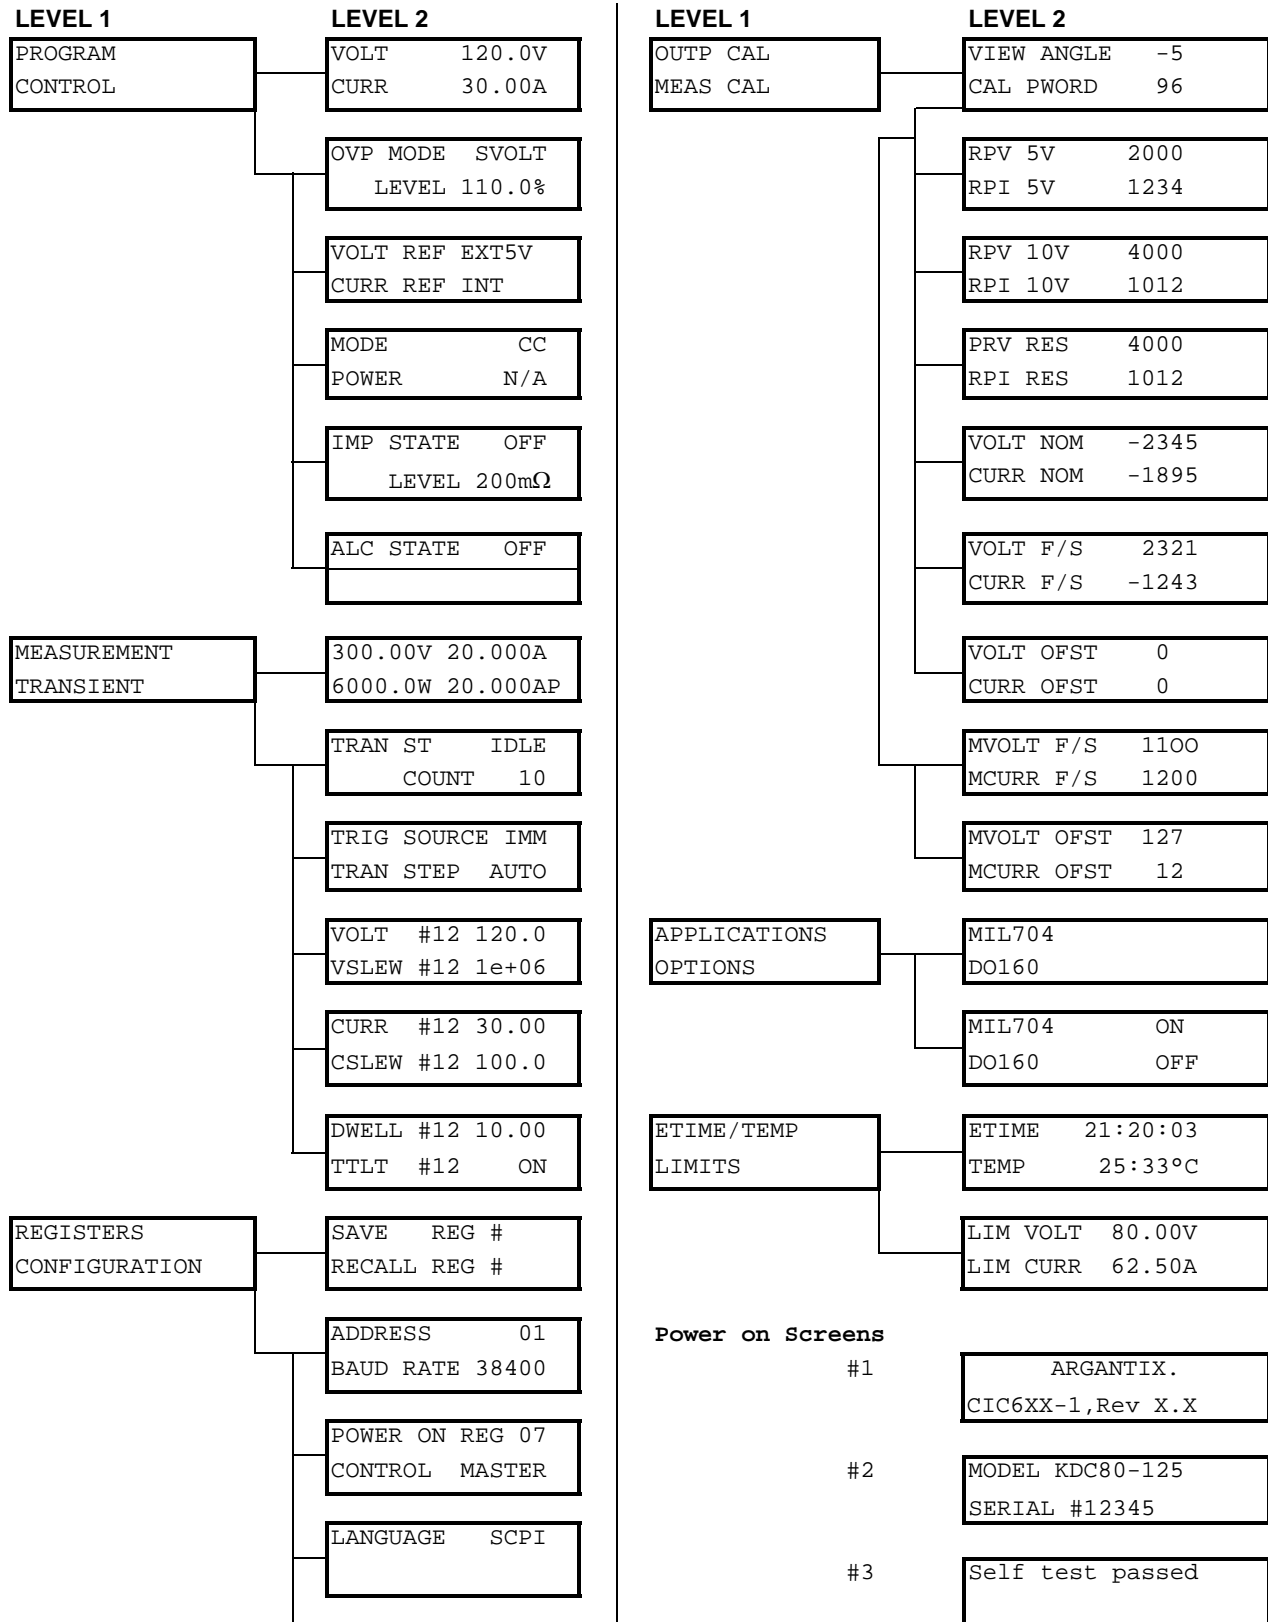 LEVEL 1 LEVEL 2
PROGRAM
CONTROL
VOLT 120.0V
CURR 30.00A
OVP MODE SVOLT
LEVEL 110.0%
VOLT REF EXT5V
CURR REF INT
MODE CC
POWER N/A
IMP STATE OFF
LEVEL 200mΩ
ALC STATE OFF
MEASUREMENT
TRANSIENT
300.00V 20.000A
6000.0W 20.000AP
TRAN ST IDLE
COUNT 10
TRIG SOURCE IMM
TRAN STEP AUTO
VOLT #12 120.0
VSLEW #12 1e+06
CURR #12 30.00
CSLEW #12 100.0
DWELL #12 10.00
TTLT #12 ON
REGISTERS
CONFIGURATION
SAVE REG #
RECALL REG #
ADDRESS 01
BAUD RATE 38400
POWER ON REG 07
CONTROL MASTER
LANGUAGE SCPI
LEVEL 1 LEVEL 2
OUTP CAL
MEAS CAL
VIEW ANGLE -5
CAL PWORD 96
RPV 5V 2000
RPI 5V 1234
RPV 10V 4000
RPI 10V 1012
PRV RES 4000
RPI RES 1012
VOLT NOM -2345
CURR NOM -1895
VOLT F/S 2321
CURR F/S -1243
VOLT OFST 0
CURR OFST 0
MVOLT F/S 11OO
MCURR F/S 1200
MVOLT OFST 127
MCURR OFST 12
APPLICATIONS
OPTIONS
MIL704
DO160
MIL704 ON
DO160 OFF
ETIME/TEMP
LIMITS
ETIME 21:20:03
TEMP 25:33°C
LIM VOLT 80.00V
LIM CURR 62.50A
Power on Screens
#1
ARGANTIX.
CIC6XX-1,Rev X.X
#2
MODEL KDC80-125
SERIAL #12345
#3
Self test passed